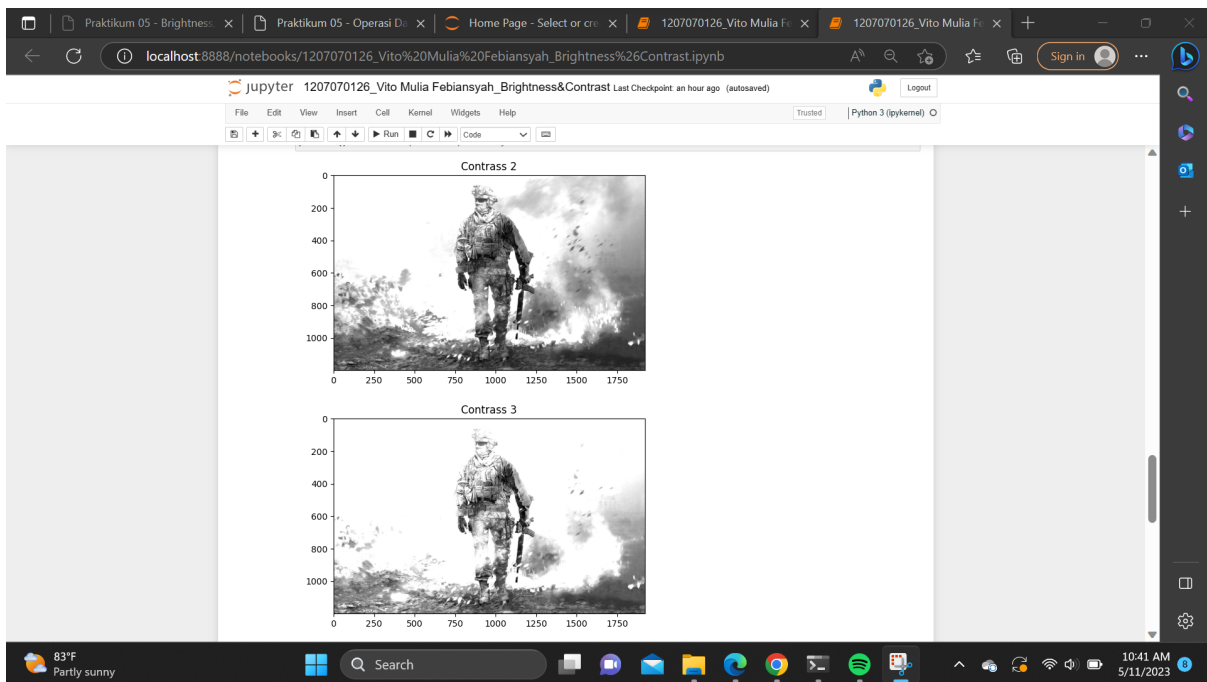 Praktikum 05 - Brightness
Praktikum 05 - Operasi Da
Home Page - Select or cre
1207070126_Vito Mulia Fe
1207070126_Vito Mulia Fe
localhost:8888/notebooks/1207070126_Vito%20Mulia%20Febiansyah_Brightness%26Contrast.ipynb
Sign in
jupyter 1207070126_Vito Mulia Febiansyah_Brightness&Contrast Last Checkpoint: an hour ago (autosaved)
Logout
File Edit View Insert Cell Kernel Widgets Help
Trusted
Python 3 (ipykernel)
Run
Code
Contrass 2
0
200
400
600
800
1000
0 250 500 750 1000 1250 1500 1750
Contrass 3
0
200
400
600
800
1000
0 250 500 750 1000 1250 1500 1750
83°F
Partly sunny
Search
10:41 AM
5/11/2023
8